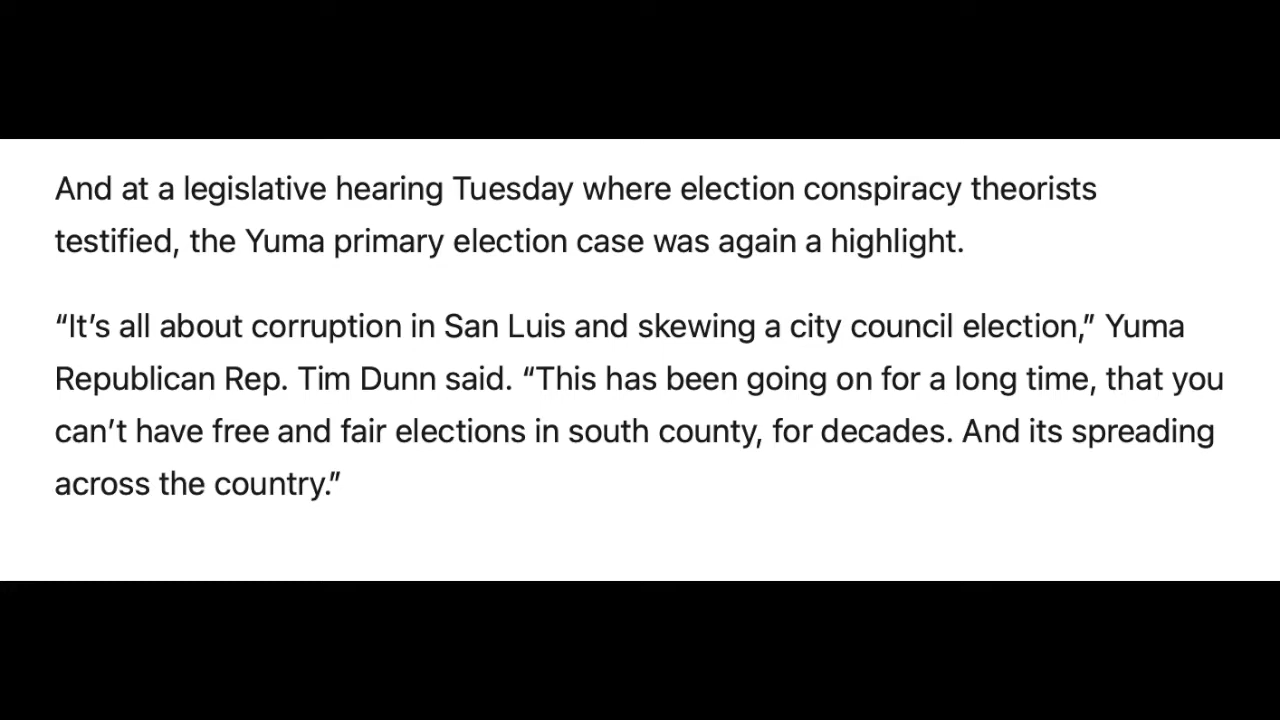 And at a legislative hearing Tuesday where election conspiracy theorists
testified, the Yuma primary election case was again a highlight.
“It’s all about corruption in San Luis and skewing a city council election,” Yuma
Republican Rep. Tim Dunn said. “This has been going on for a long time, that you
can’t have free and fair elections in south county, for decades. And its spreading
across the country.”